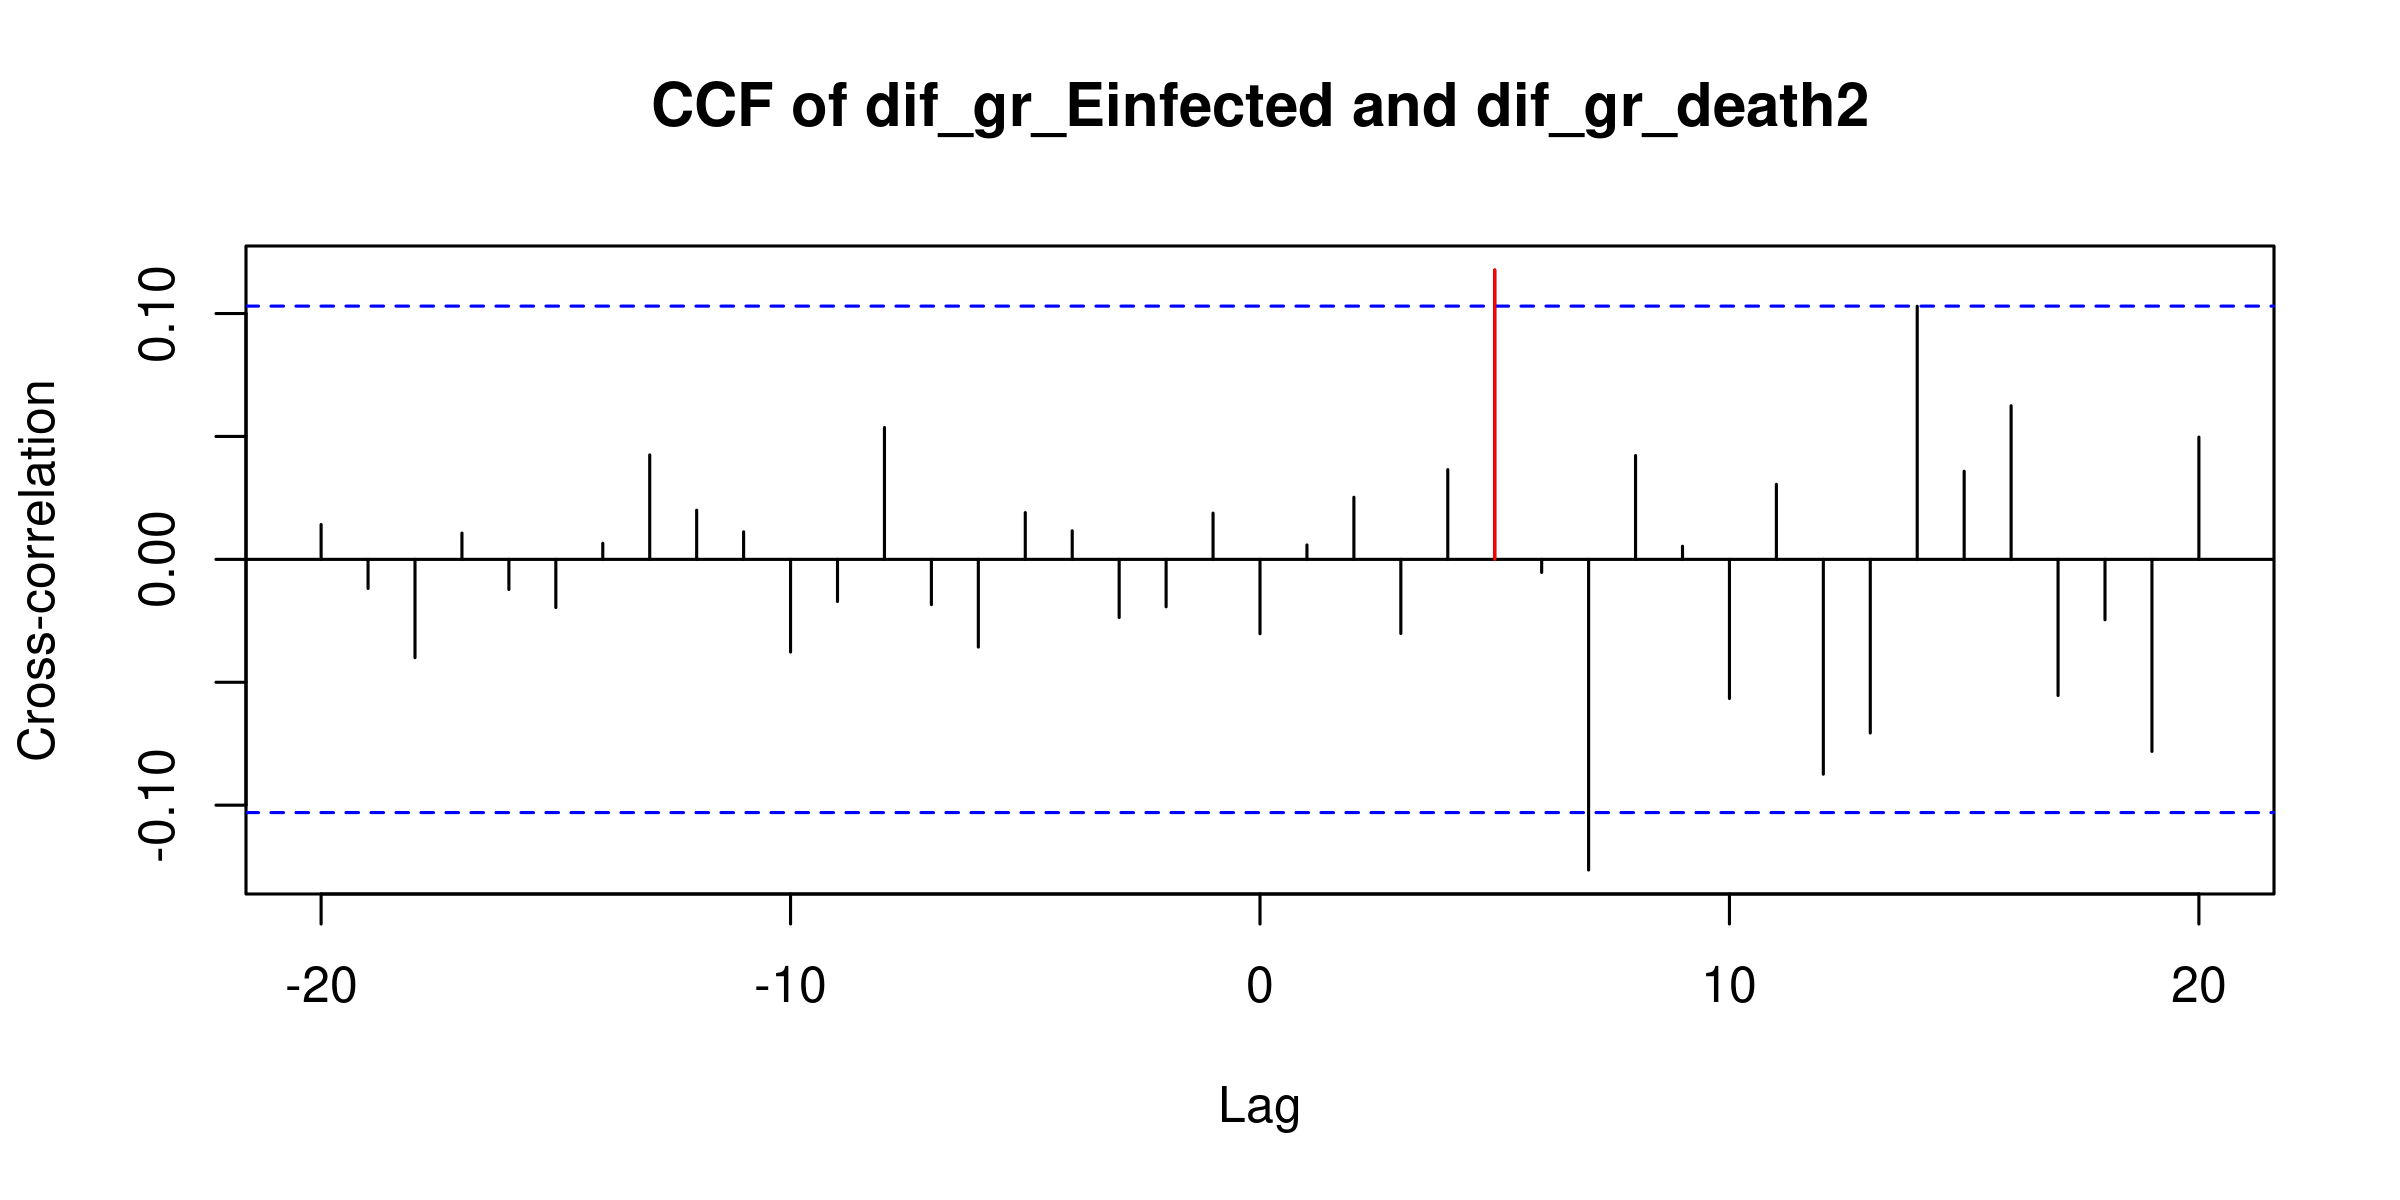 CCF of dif_gr_Einfected and dif_gr_death2
Cross-correlation
0.10
0.00
-0.10
-20 -10 0 10 20
Lag